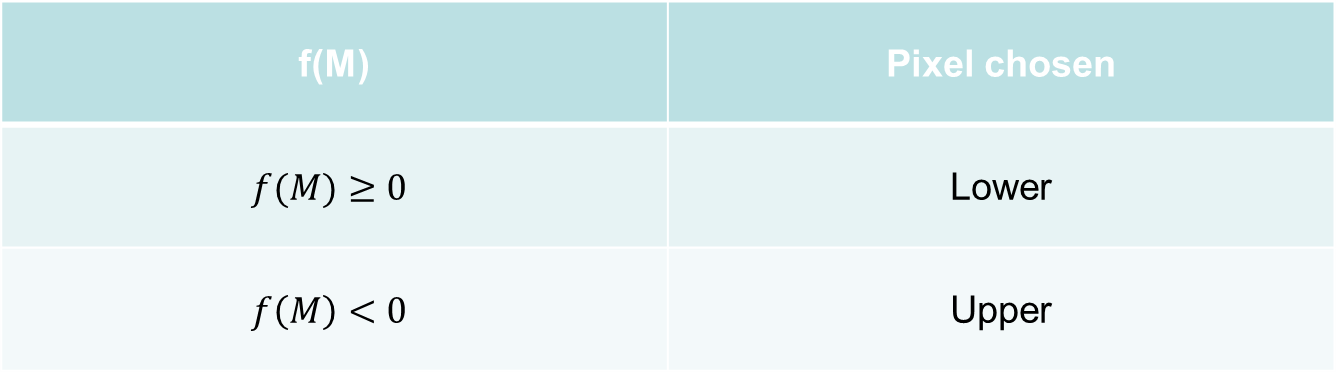 f(M) Pixel chosen
f(M) ≥ 0 Lower
f(M) < 0 Upper